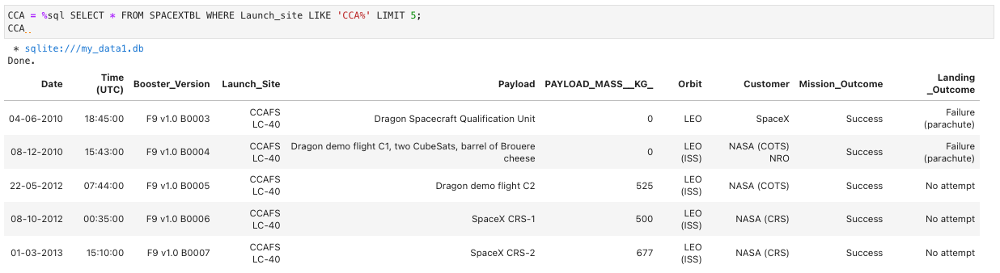 CCA = %sql SELECT * FROM SPACEXTBL WHERE Launch_site LIKE 'CCA%' LIMIT 5;
CCA
* sqlite:///my_data1.db
Done.
Date Time (UTC) Booster_Version Launch_Site Payload PAYLOAD_MASS__KG_ Orbit Customer Mission_Outcome Landing _Outcome
04-06-2010 18:45:00 F9 v1.0 B0003 CCAFS LC-40 Dragon Spacecraft Qualification Unit 0 LEO SpaceX Success Failure (parachute)
08-12-2010 15:43:00 F9 v1.0 B0004 CCAFS LC-40 Dragon demo flight C1, two CubeSats, barrel of Brouere cheese 0 LEO (ISS) NASA (COTS) NRO Success Failure (parachute)
22-05-2012 07:44:00 F9 v1.0 B0005 CCAFS LC-40 Dragon demo flight C2 525 LEO (ISS) NASA (COTS) Success No attempt
08-10-2012 00:35:00 F9 v1.0 B0006 CCAFS LC-40 SpaceX CRS-1 500 LEO (ISS) NASA (CRS) Success No attempt
01-03-2013 15:10:00 F9 v1.0 B0007 CCAFS LC-40 SpaceX CRS-2 677 LEO (ISS) NASA (CRS) Success No attempt